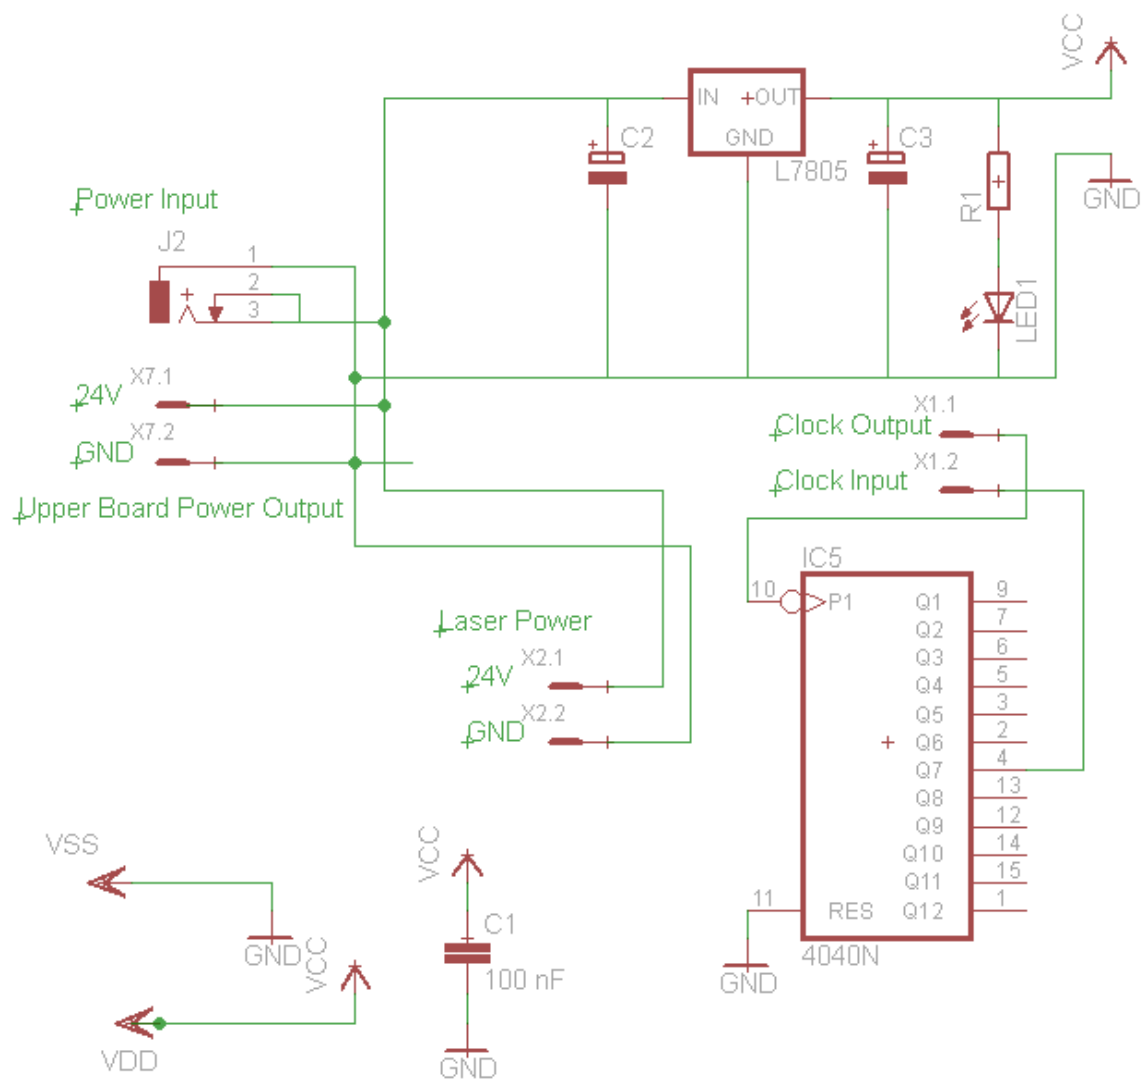 VCC
IN
OUT
GND
L7805
C2
C3
R1
LED1
GND
Power Input
J2
1
2
3
X7.1
24V
X7.2
GND
Upper Board Power Output
X1.1
Clock Output
X1.2
Clock Input
Laser Power
X2.1
24V
X2.2
GND
IC5
10
P1
Q1
9
Q2
7
Q3
6
Q4
5
Q5
3
Q6
2
Q7
4
Q8
13
Q9
12
Q10
14
Q11
15
11
RES
Q12
1
GND
4040N
VSS
GND
VCC
VDD
VCC
C1
100 nF
GND